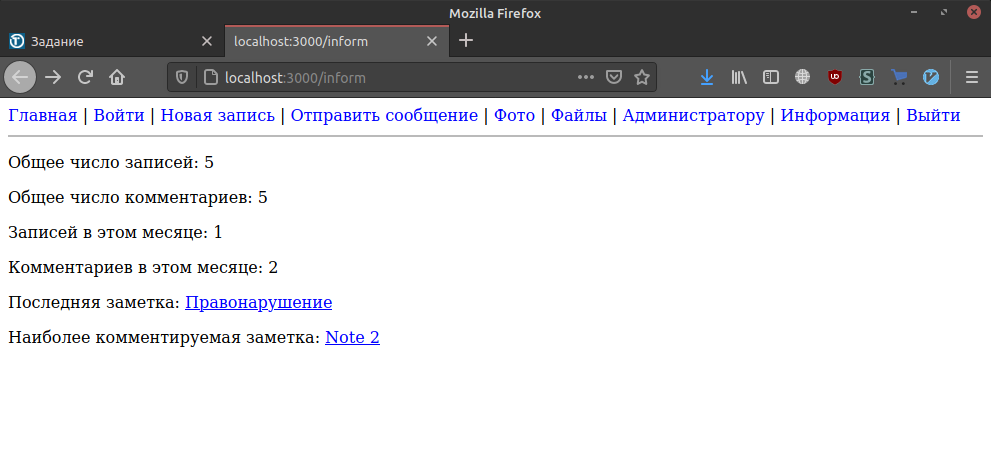 Mozilla Firefox
Задание
localhost:3000/inform
localhost:3000/inform
Главная | Войти | Новая запись | Отправить сообщение | Фото | Файлы | Администратору | Информация | Выйти
Общее число записей: 5
Общее число комментариев: 5
Записей в этом месяце: 1
Комментариев в этом месяце: 2
Последняя заметка: Правонарушение
Наиболее комментируемая заметка: Note 2